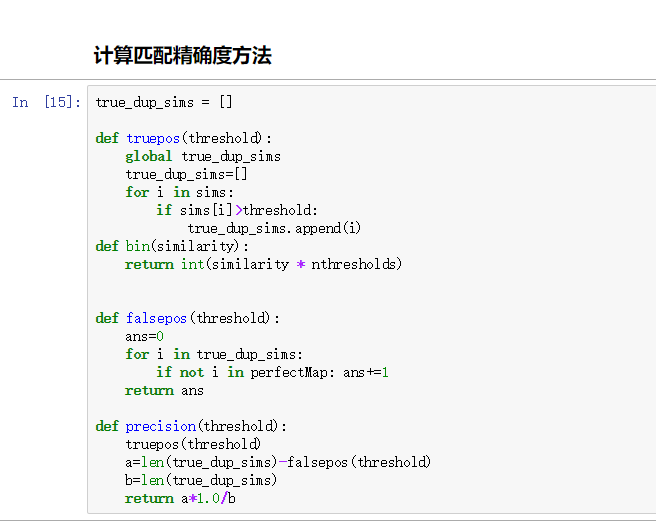 计算匹配精确度方法
In [15]:
true_dup_sims = []
def truepos(threshold):
    global true_dup_sims
    true_dup_sims=[]
    for i in sims:
        if sims[i]>threshold:
            true_dup_sims.append(i)
def bin(similarity):
    return int(similarity * nthresholds)
def falsepos(threshold):
    ans=0
    for i in true_dup_sims:
        if not i in perfectMap: ans+=1
    return ans
def precision(threshold):
    truepos(threshold)
    a=len(true_dup_sims)-falsepos(threshold)
    b=len(true_dup_sims)
    return a*1.0/b